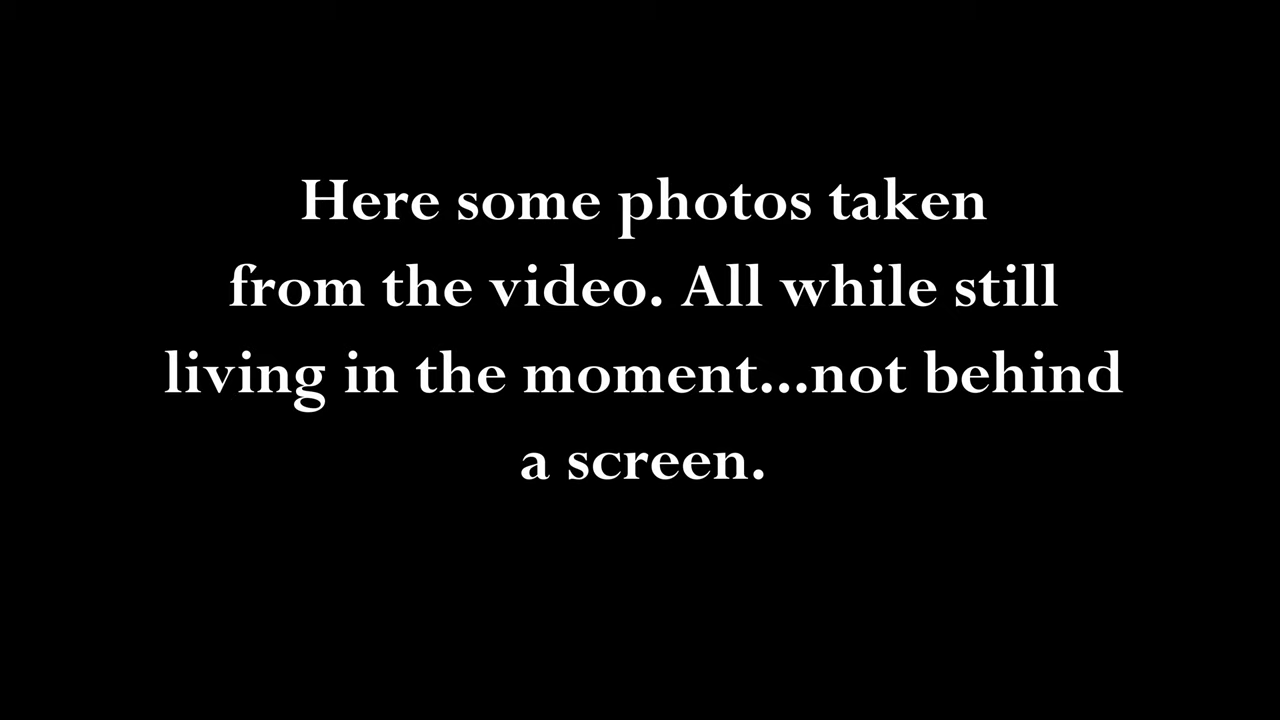 Here some photos taken
from the video. All while still
living in the moment...not behind
a screen.